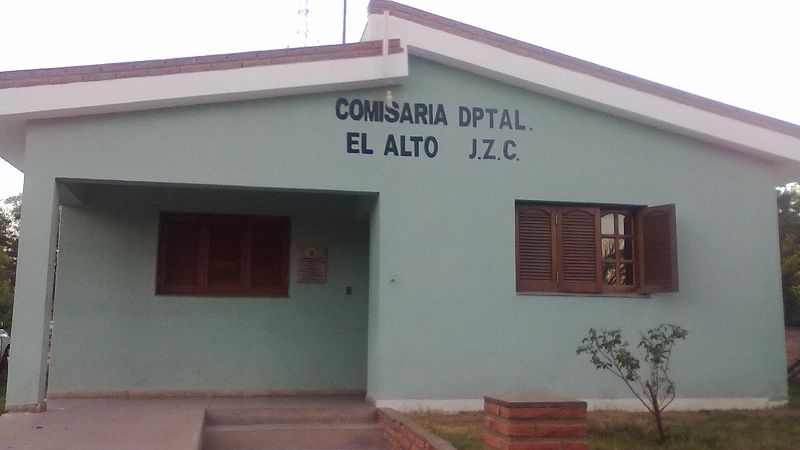 COMISARIA DPTAL.
EL ALTO J.Z.C.